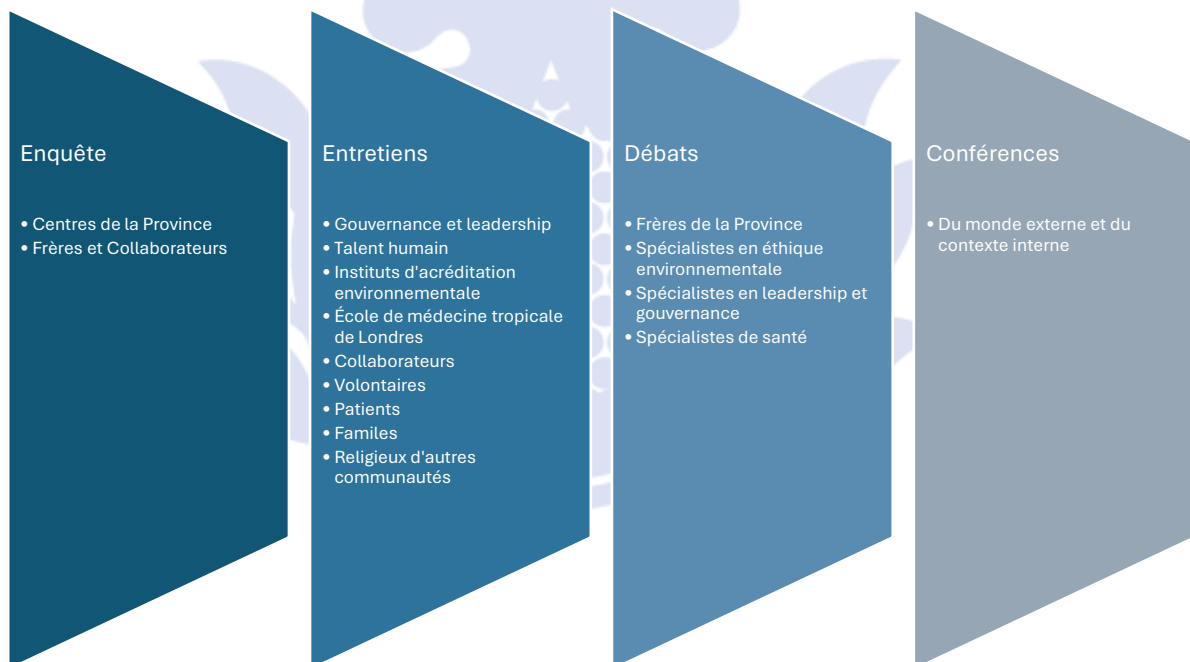 Enquête
• Centres de la Province
• Frères et Collaborateurs
Entretiens
• Gouvernance et leadership
• Talent humain
• Instituts d'acréditation
environnementale
• École de médecine tropicale
de Londres
• Collaborateurs
• Volontaires
• Patients
• Familes
• Religieux d'autres
communautés
Débats
• Frères de la Province
• Spécialistes en éthique
environnementale
• Spécialistes en leadership et
gouvernance
• Spécialistes de santé
Conférences
• Du monde externe et du
contexte interne